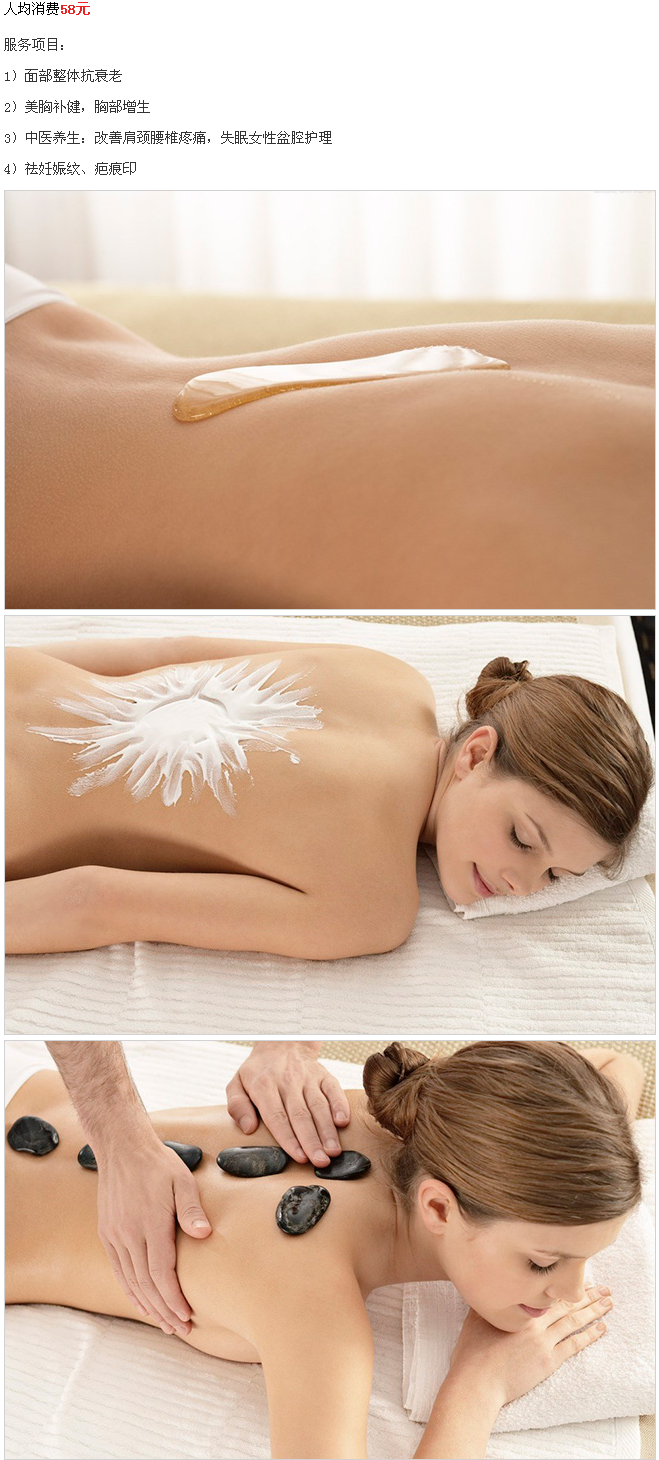 人均消费58元
服务项目：
1）面部整体抗衰老
2）美胸补健，胸部增生
3）中医养生：改善肩颈腰椎疼痛，失眠女性盆腔护理
4）祛妊娠纹、疤痕印